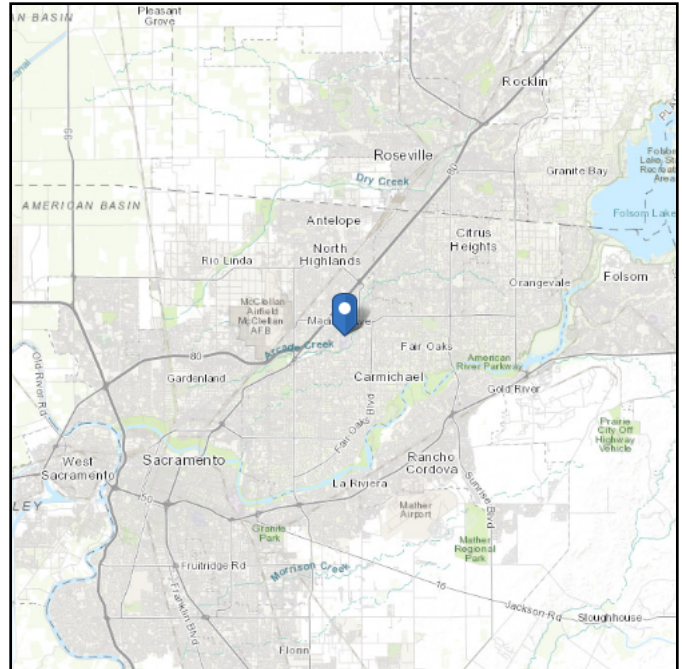 AN BASIN
Pleasant
Grove
Rocklin
99
Roseville
80
Granite Bay
Dry Creek
AMERICAN BASIN
Folsom Lake
Antelope
Citrus
Heights
North
Highlands
Rio Linda
Orangevale
Folsom
McClellan
Airfield
McClellan
AFB
Arcade Creek
Fair Oaks
American
River Parkway
80
Old River Rd
Gardenland
Carmichael
Gold River
Fair Oaks Blvd
Prairie
City Off
Highway
Vehicle
West
Sacramento
Sacramento
Rancho
Cordova
La Riviera
LEY
50
Sunrise Blvd
Mather
Airport
Granite
Park
Mather
Regional
Park
Fruitridge Rd
Morrison Creek
16
Jackson Rd
Franklin Blvd
Sloughhouse
Florin